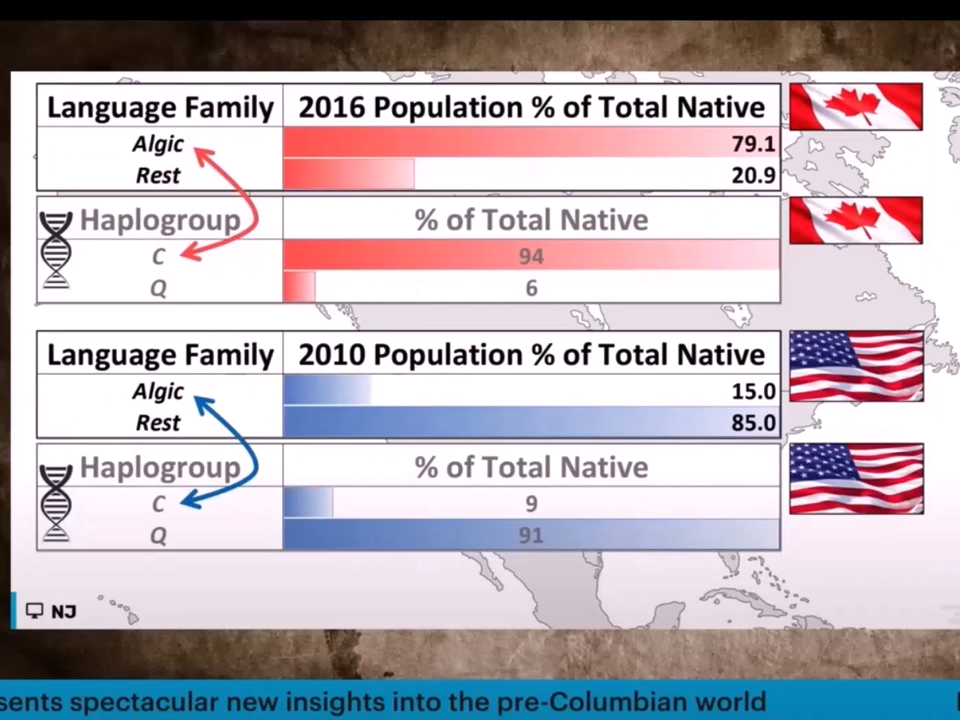 Language Family 2016 Population % of Total Native
Algic 79.1
Rest 20.9
Haplogroup % of Total Native
C 94
Q 6
Language Family 2010 Population % of Total Native
Algic 15.0
Rest 85.0
Haplogroup % of Total Native
C 9
Q 91
NJ
sents spectacular new insights into the pre-Columbian world